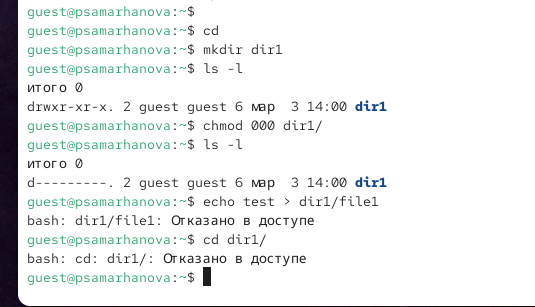 guest@psamarhanova:~$
guest@psamarhanova:~$ cd
guest@psamarhanova:~$ mkdir dir1
guest@psamarhanova:~$ ls -l
итого 0
drwxr-xr-x. 2 guest guest 6 мар  3 14:00 dir1
guest@psamarhanova:~$ chmod 000 dir1/
guest@psamarhanova:~$ ls -l
итого 0
d---------. 2 guest guest 6 мар  3 14:00 dir1
guest@psamarhanova:~$ echo test > dir1/file1
bash: dir1/file1: Отказано в доступе
guest@psamarhanova:~$ cd dir1/
bash: cd: dir1/: Отказано в доступе
guest@psamarhanova:~$